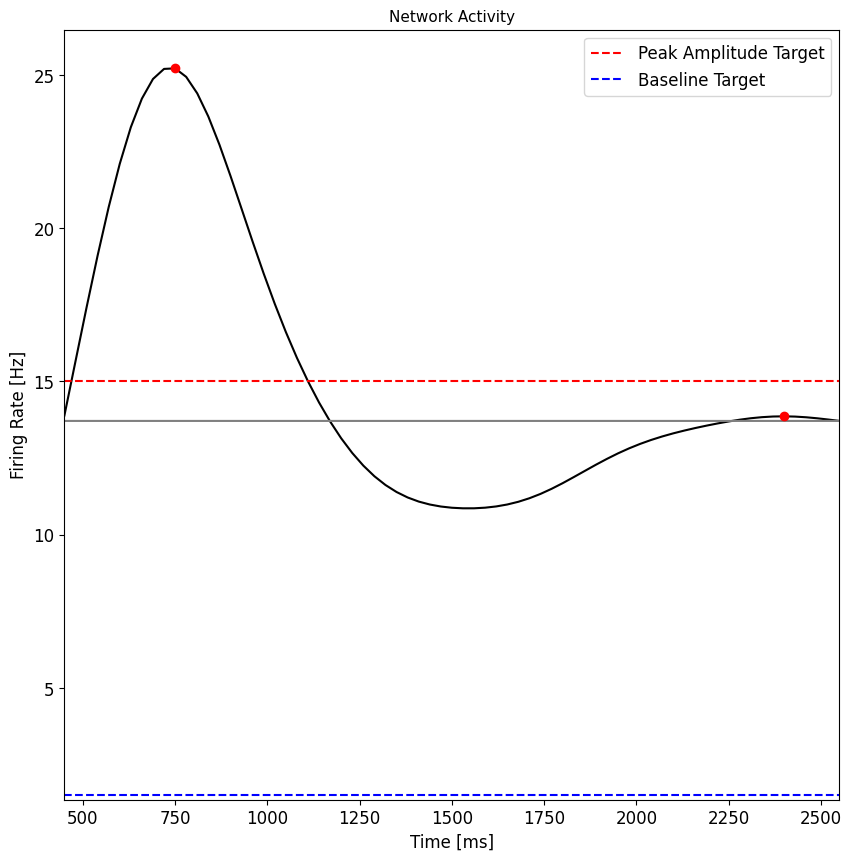 Network Activity
Peak Amplitude Target
Baseline Target
25
20
15
10
5
Firing Rate [Hz]
500 750 1000 1250 1500 1750 2000 2250 2500
Time [ms]